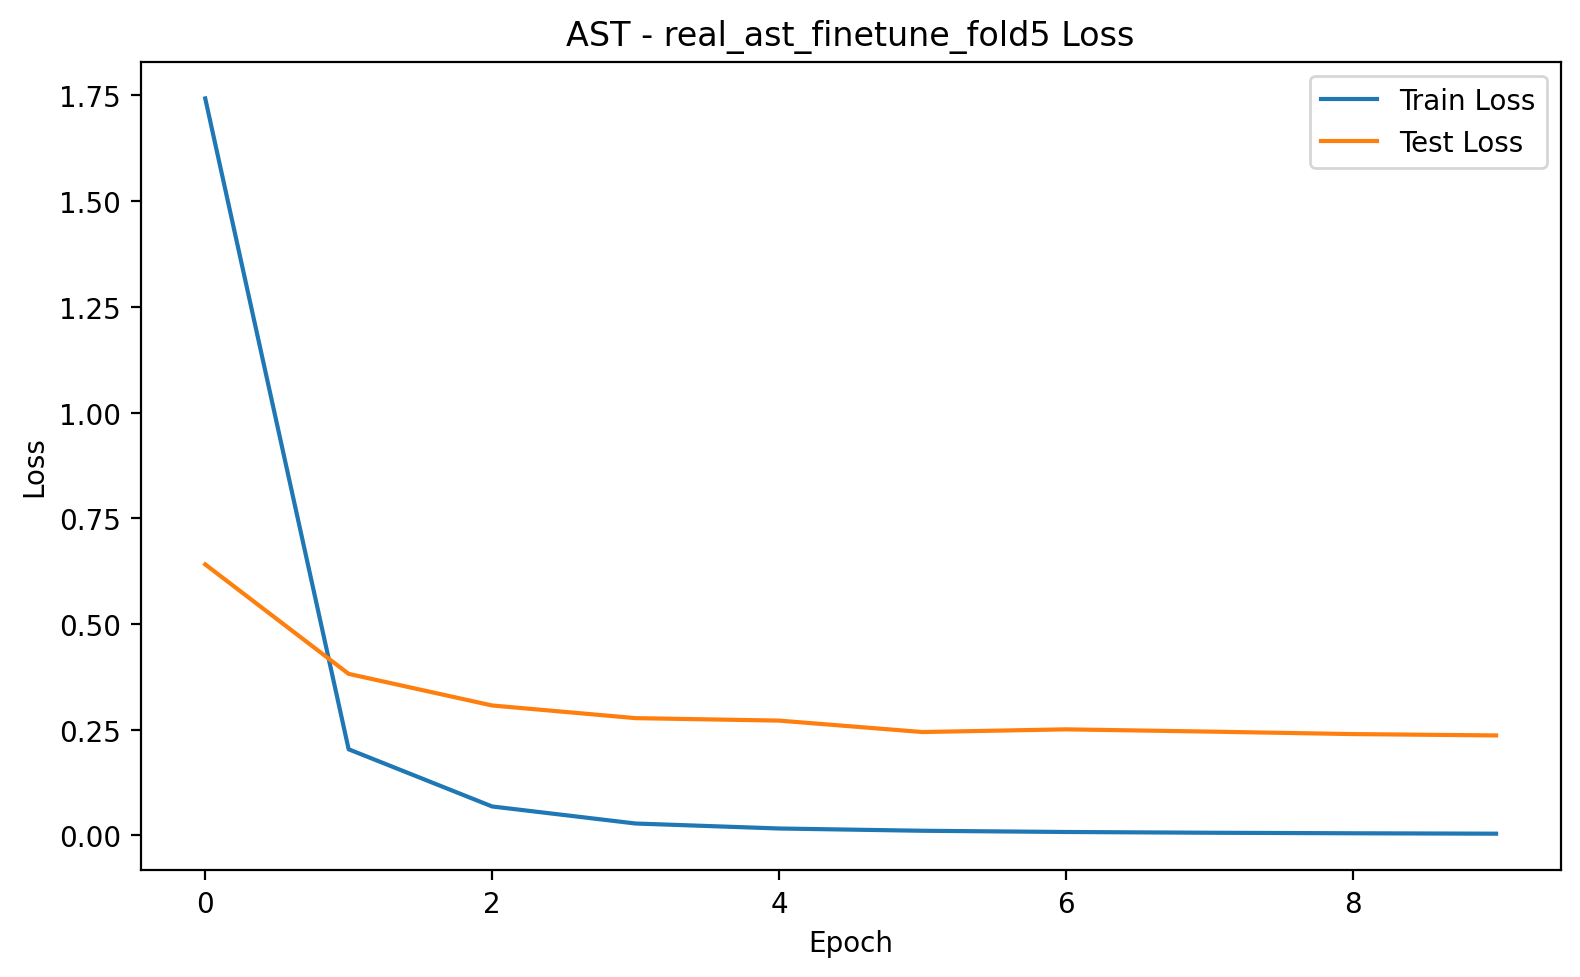 AST - real_ast_finetune_fold5 Loss
Train Loss
Test Loss
Loss
1.75
1.50
1.25
1.00
0.75
0.50
0.25
0.00
0 2 4 6 8
Epoch